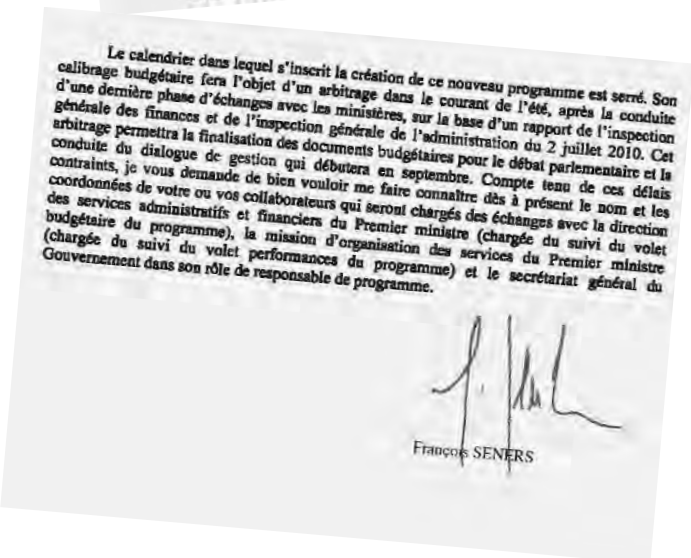 Le calendrier dans lequel s'inscrit la création de ce nouveau programme est serré. Son
calibrage budgétaire fera l'objet d'un arbitrage dans le courant de l'été, après la conduite
d'une dernière phase d'échanges avec les ministères, sur la base d'un rapport de l'inspection
générale des finances et de l'inspection générale de l'administration du 2 juillet 2010. Cet
arbitrage permettra la finalisation des documents budgétaires pour le débat parlementaire et la
conduite du dialogue de gestion qui débutera en septembre. Compte tenu de ces délais
contraints, je vous demande de bien vouloir me faire connaître dès à présent le nom et les
coordonnées de votre ou vos collaborateurs qui seront chargés des échanges avec la direction
des services administratifs et financiers du Premier ministre (chargée du suivi du volet
budgétaire du programme), la mission d'organisation des services du Premier ministre
(chargée du suivi du volet performances du programme) et le secrétariat général du
Gouvernement dans son rôle de responsable de programme.
François SENERS